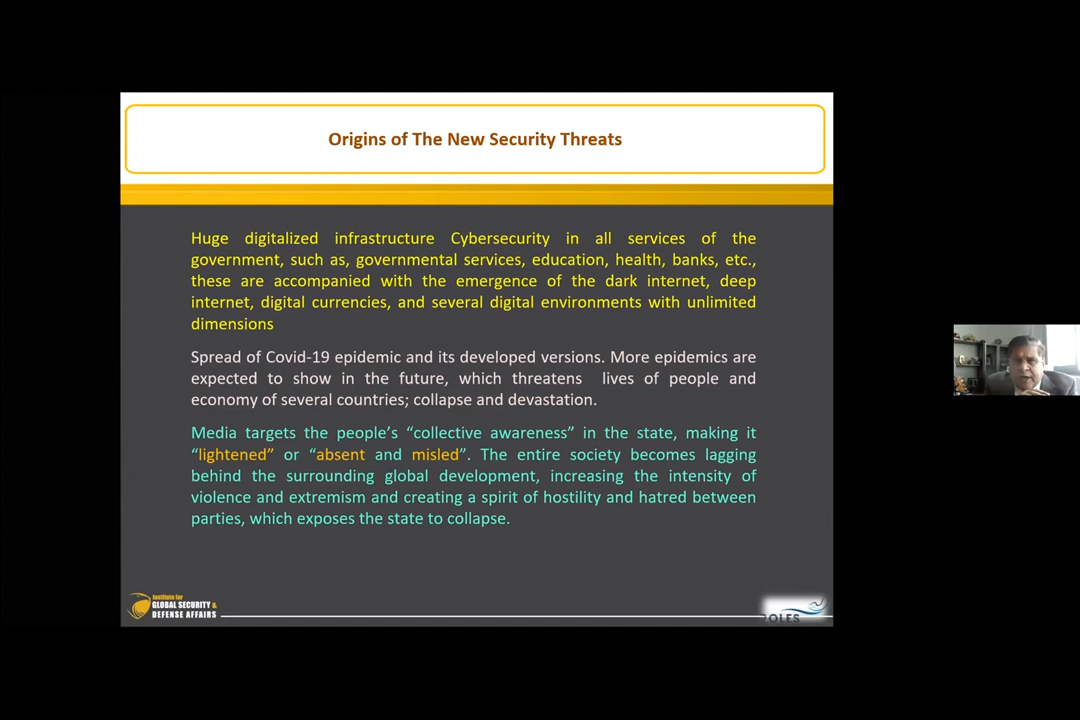 Origins of The New Security Threats
Huge digitalized infrastructure Cybersecurity in all services of the
government, such as, governmental services, education, health, banks, etc.,
these are accompanied with the emergence of the dark internet, deep
internet, digital currencies, and several digital environments with unlimited
dimensions
Spread of Covid-19 epidemic and its developed versions. More epidemics are
expected to show in the future, which threatens lives of people and
economy of several countries; collapse and devastation.
Media targets the people's “collective awareness” in the state, making it
“lightened” or “absent and misled”. The entire society becomes lagging
behind the surrounding global development, increasing the intensity of
violence and extremism and creating a spirit of hostility and hatred between
parties, which exposes the state to collapse.
Institute for
GLOBAL SECURITY &
DEFENSE AFFAIRS